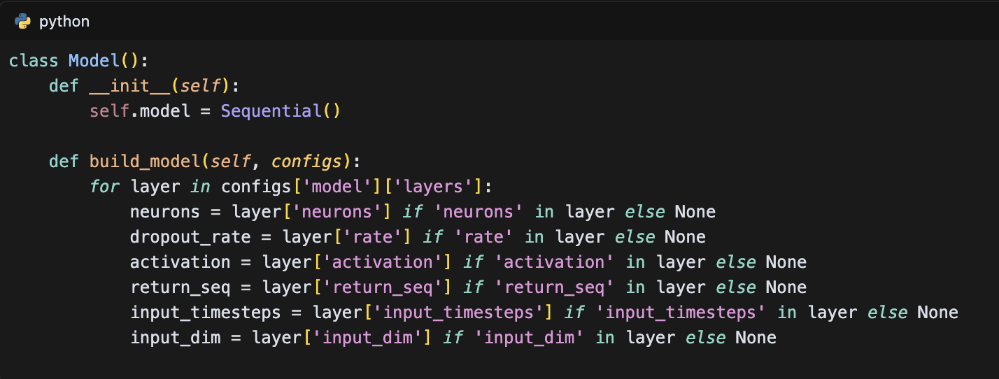 python
class Model():
    def __init__(self):
        self.model = Sequential()

    def build_model(self, configs):
        for layer in configs['model']['layers']:
            neurons = layer['neurons'] if 'neurons' in layer else None
            dropout_rate = layer['rate'] if 'rate' in layer else None
            activation = layer['activation'] if 'activation' in layer else None
            return_seq = layer['return_seq'] if 'return_seq' in layer else None
            input_timesteps = layer['input_timesteps'] if 'input_timesteps' in layer else None
            input_dim = layer['input_dim'] if 'input_dim' in layer else None